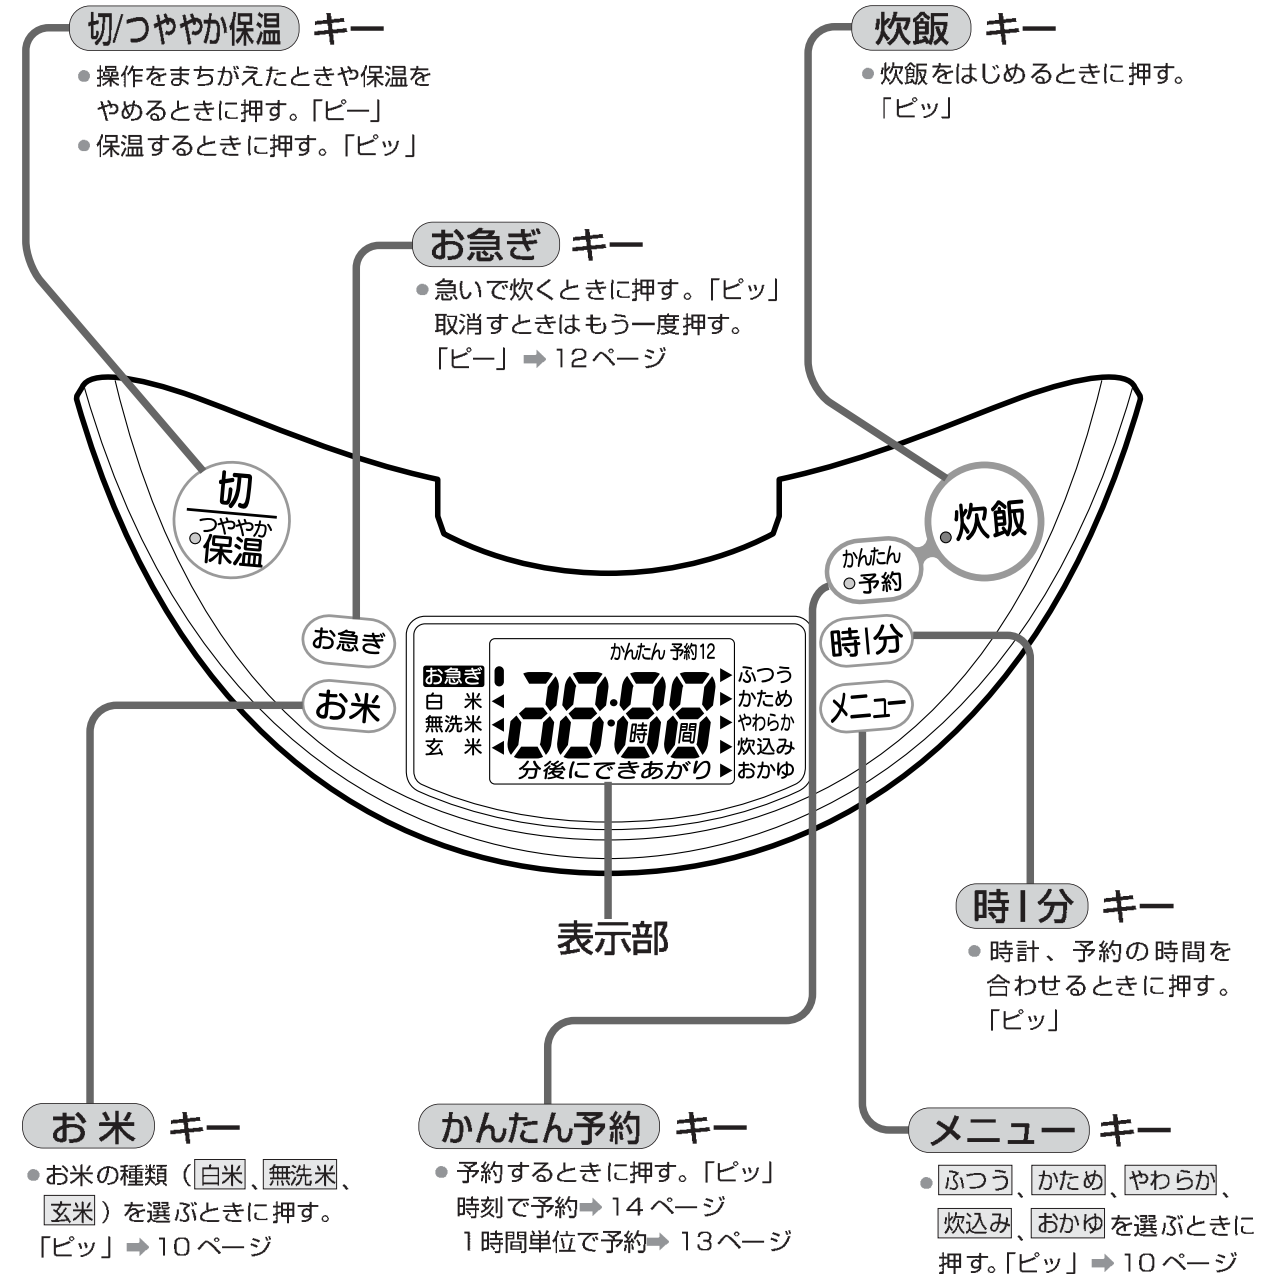 切/つややか保温 キー
●操作をまちがえたときや保温を
やめるときに押す。「ピー」
●保温するときに押す。「ピッ」
炊飯 キー
●炊飯をはじめるときに押す。
「ピッ」
お急ぎ キー
●急いで炊くときに押す。「ピッ」
取消すときはもう一度押す。
「ピー」➡12ページ
切
つややか
保温
炊飯
かんたん
予約
お急ぎ
時|分
お米
メニュー
かんたん 予約12
お急ぎ
白 米
無洗米
玄 米
88:88
時 間
分後にできあがり
ふつう
かため
やわらか
炊込み
おかゆ
表示部
時|分 キー
●時計、予約の時間を
合わせるときに押す。
「ピッ」
お米 キー
●お米の種類(白米、無洗米、
玄米)を選ぶときに押す。
「ピッ」➡10ページ
かんたん予約 キー
●予約するときに押す。「ピッ」
時刻で予約➡14ページ
1時間単位で予約➡13ページ
メニュー キー
●ふつう、かため、やわらか、
炊込み、おかゆを選ぶときに
押す。「ピッ」➡10ページ